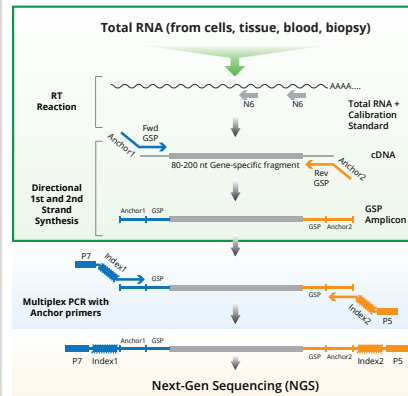 Total RNA (from cells, tissue, blood, biopsy)
RT
Reaction
AAAA....
N6
N6
Total RNA +
Calibration
Standard
Anchor1
Fwd
GSP
cDNA
80-200 nt Gene-specific fragment
Anchor2
Rev
GSP
Directional
1st and 2nd
Strand
Synthesis
Anchor1
GSP
GSP
Amplicon
GSP
Anchor2
P7
Index1
GSP
Multiplex PCR with
Anchor primers
Index2
P5
Anchor1
GSP
GSP
Anchor2
P7
Index1
Index2
P5
Next-Gen Sequencing (NGS)